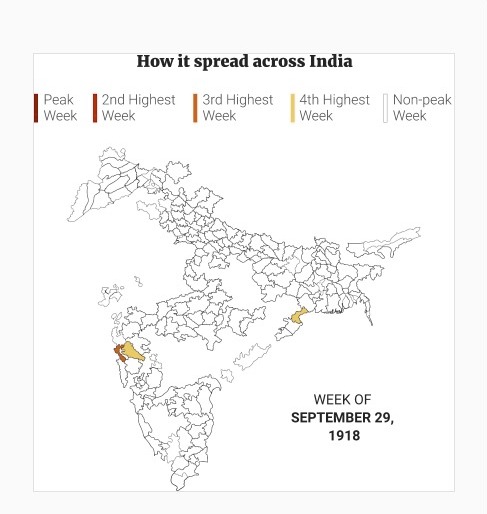 How it spread across India
Peak Week
2nd Highest Week
3rd Highest Week
4th Highest Week
Non-peak Week
WEEK OF
SEPTEMBER 29,
1918